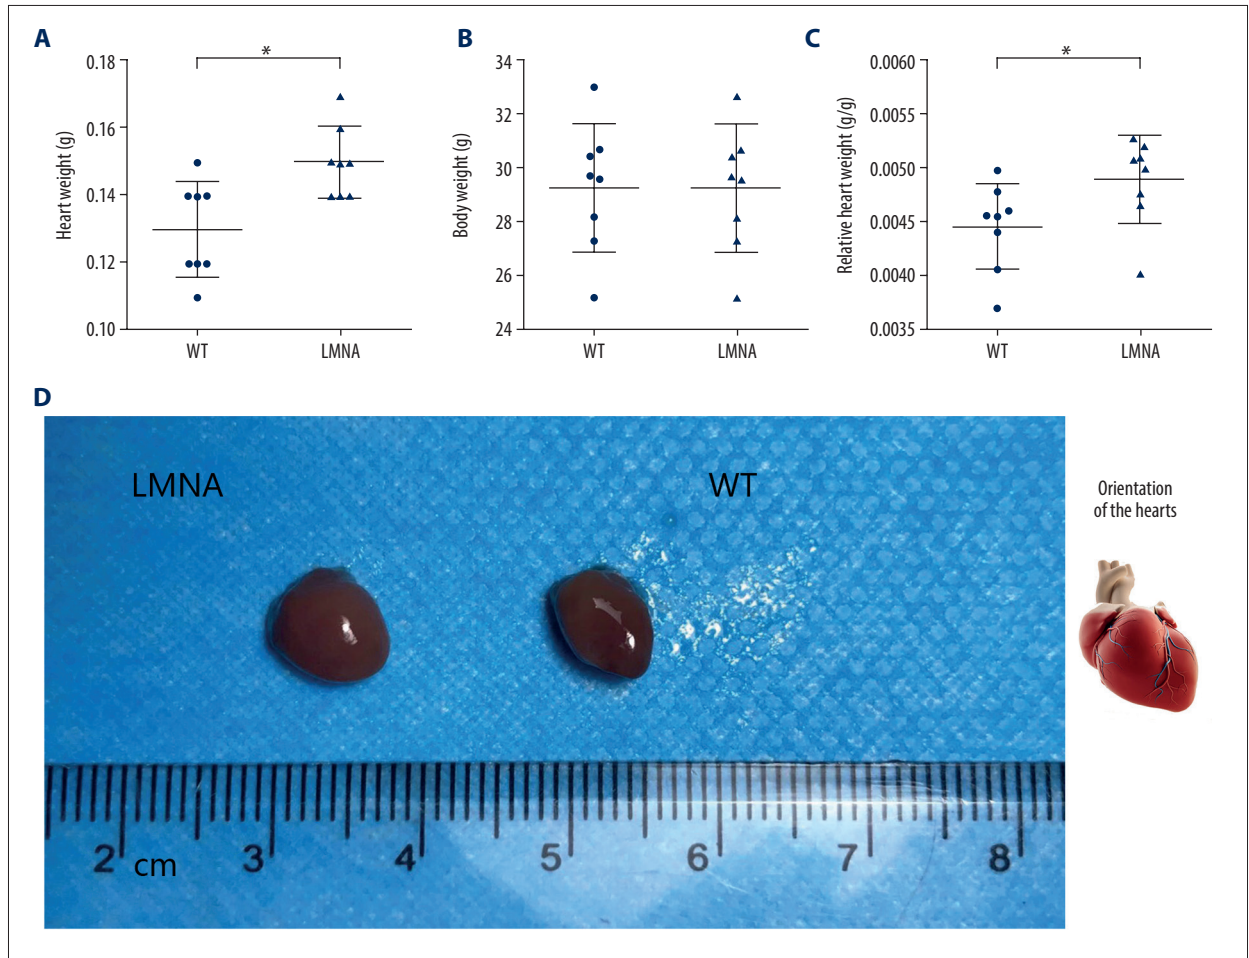 A
*
Heart weight (g)
0.18
0.16
0.14
0.12
0.10
WT
LMNA
B
Body weight (g)
34
32
30
28
26
24
WT
LMNA
C
*
Relative heart weight (g/g)
0.0060
0.0055
0.0050
0.0045
0.0040
0.0035
WT
LMNA
D
LMNA
WT
2 cm 3 4 5 6 7 8
Orientation
of the hearts